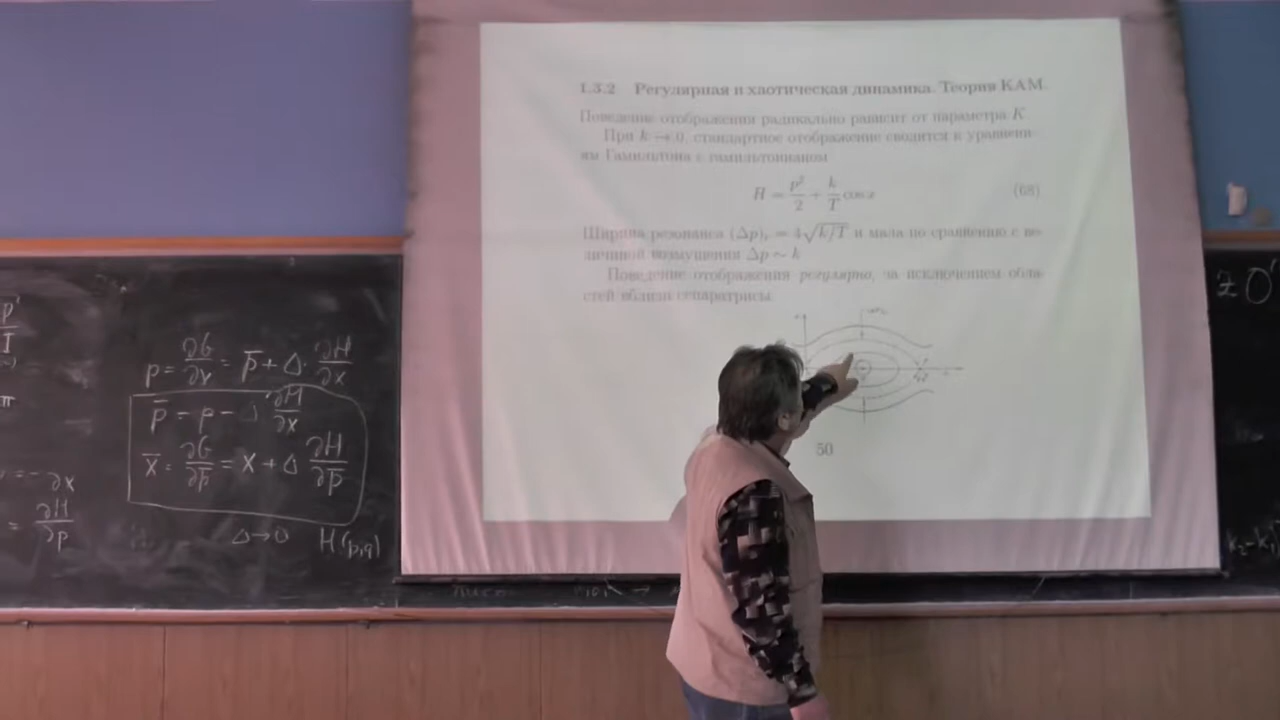 1.3.2 Регулярная и хаотическая динамика. Теория КАМ.
Поведение отображения радикально зависит от параметра K
При k → 0, стандартное отображение сводится к уравнени-
ям Гамильтона с гамильтонианом
H = p²/2 + k/T cos x (68)
Ширина резонанса (Δp)ᵣ = 4√k/T и мала по сравнению с ве-
личиной возмущения Δp ~ k
Поведение отображения регулярно, за исключением обла-
стей вблизи сепаратрисы
50
p = ∂G/∂x = p̅ + Δ · ∂H/∂x
p̅ = p − Δ ∂H/∂x
x̅ = ∂G/∂p̅ = x + Δ ∂H/∂p̅
Δ→0 H(p,q)
= ∂H/∂p